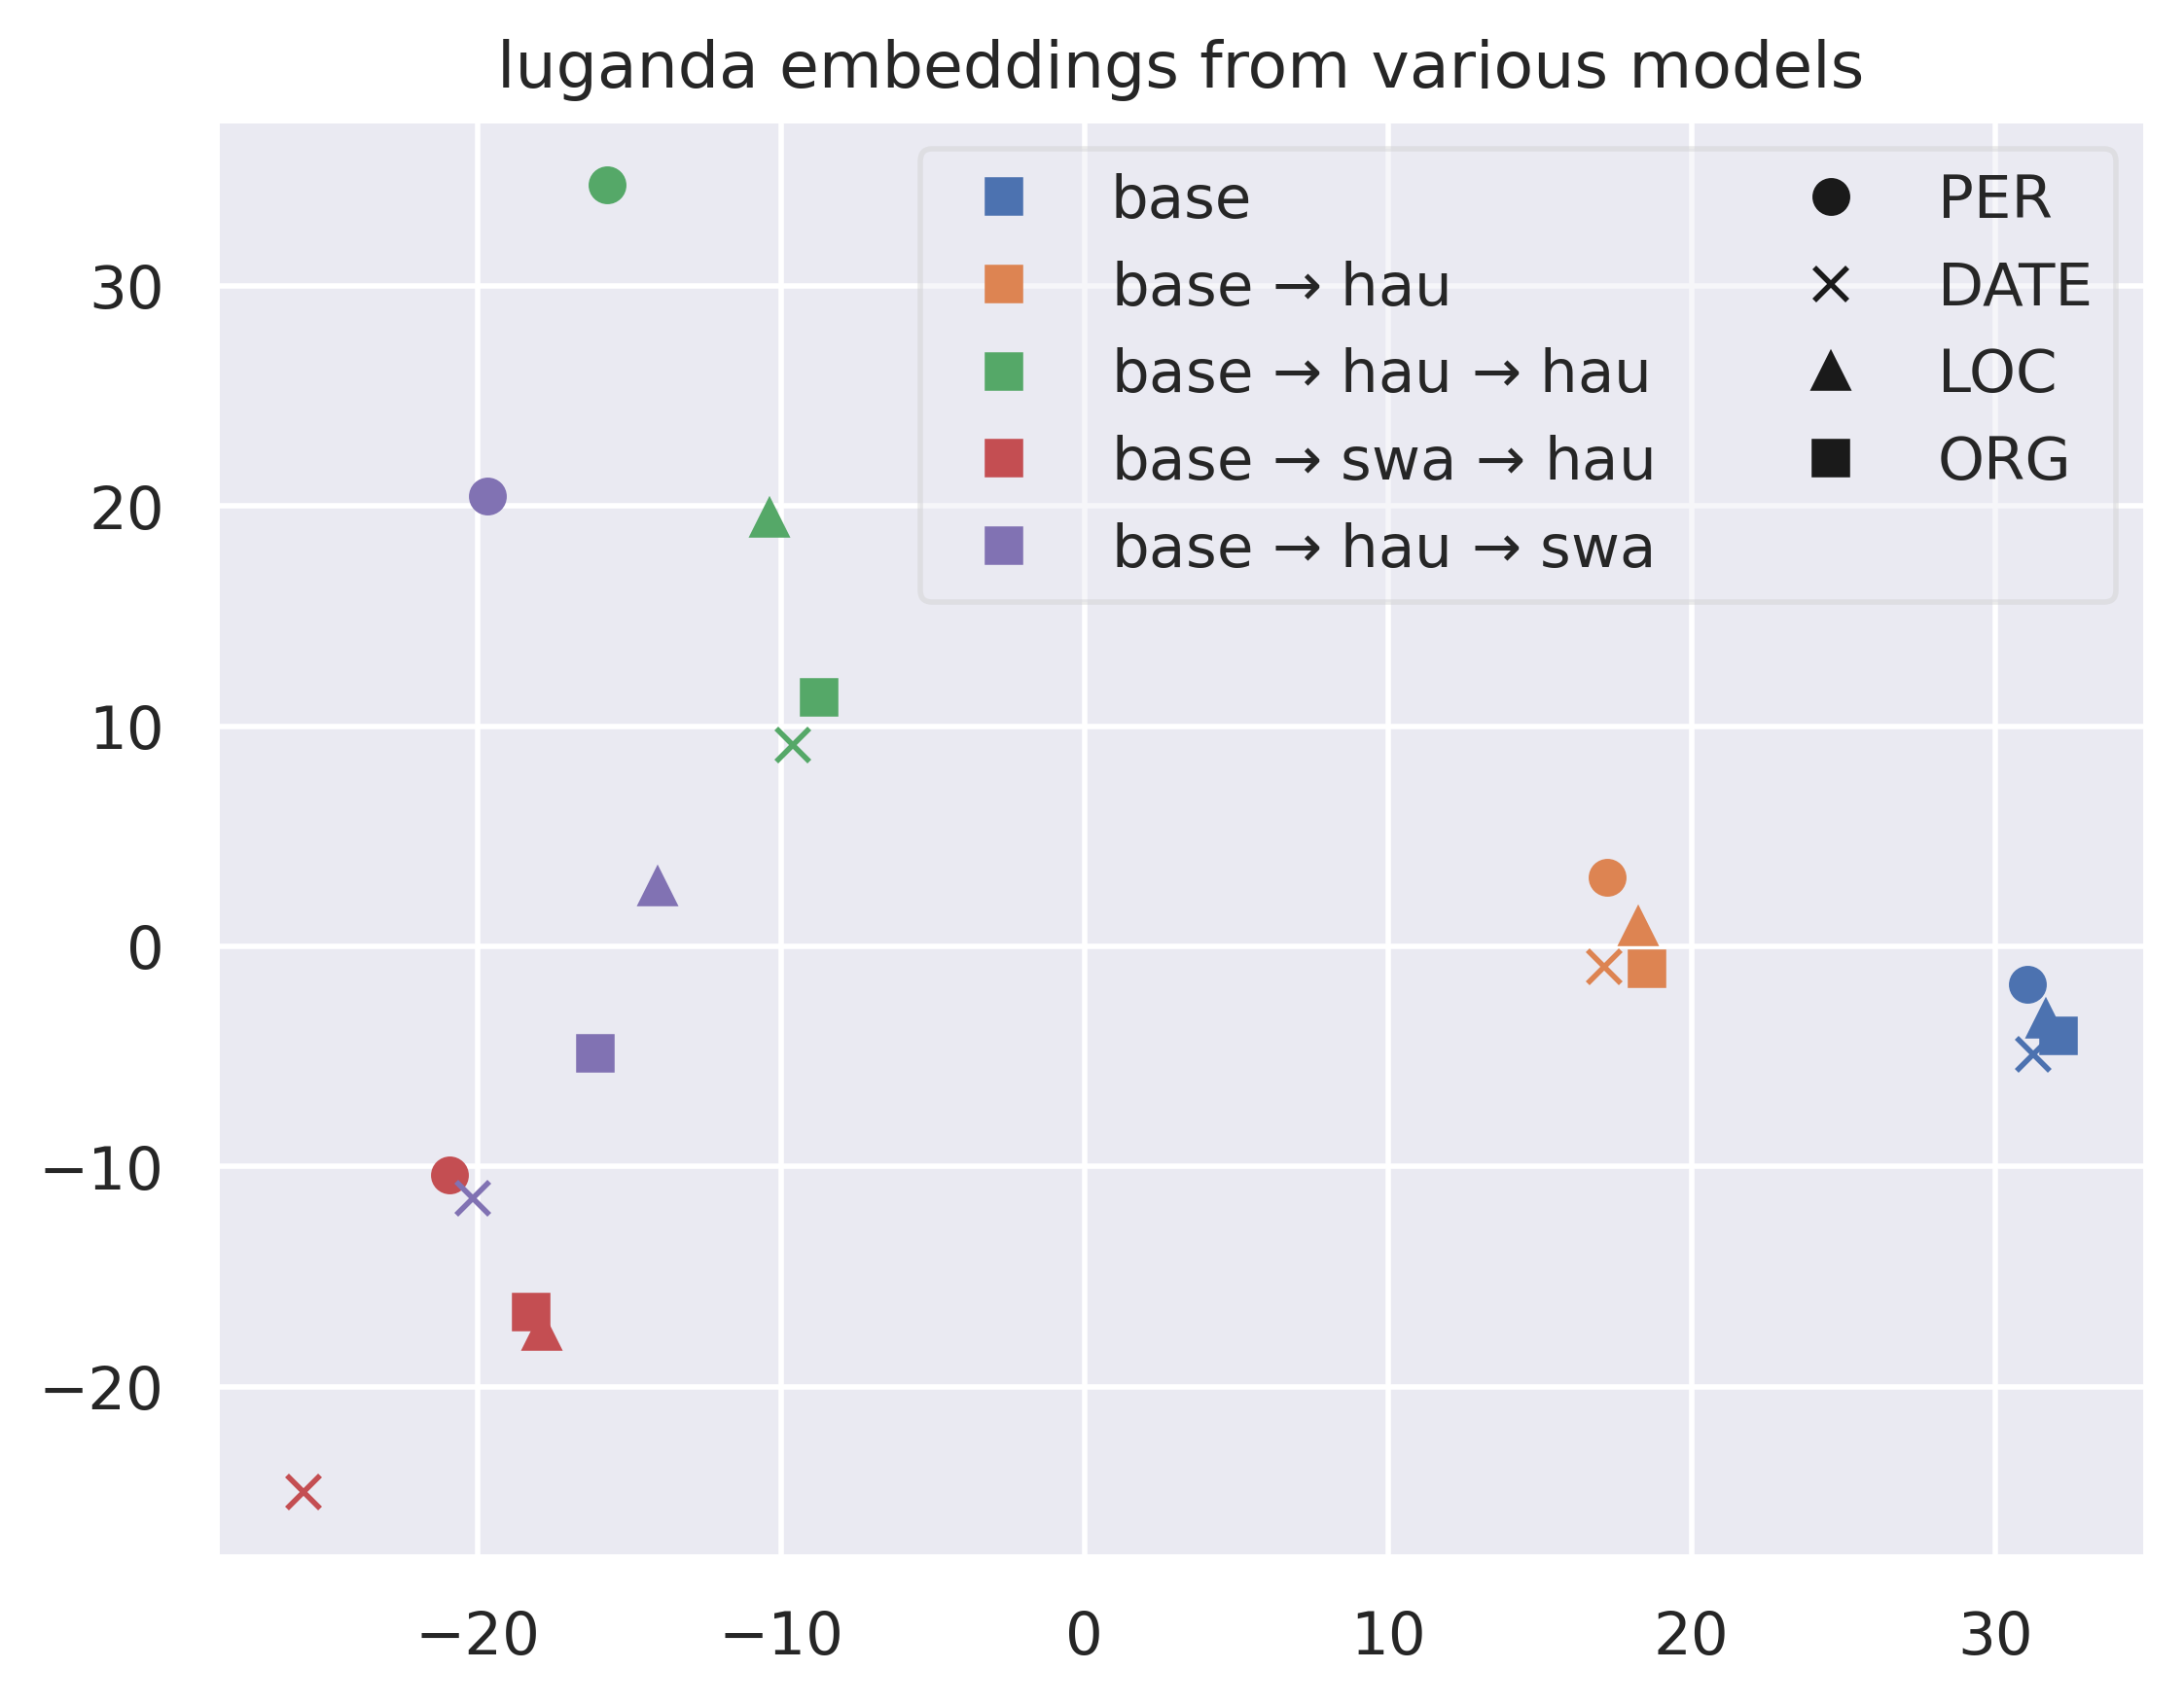 luganda embeddings from various models
base
base → hau
base → hau → hau
base → swa → hau
base → hau → swa
PER
DATE
LOC
ORG
30
20
10
0
−10
−20
−20
−10
0
10
20
30